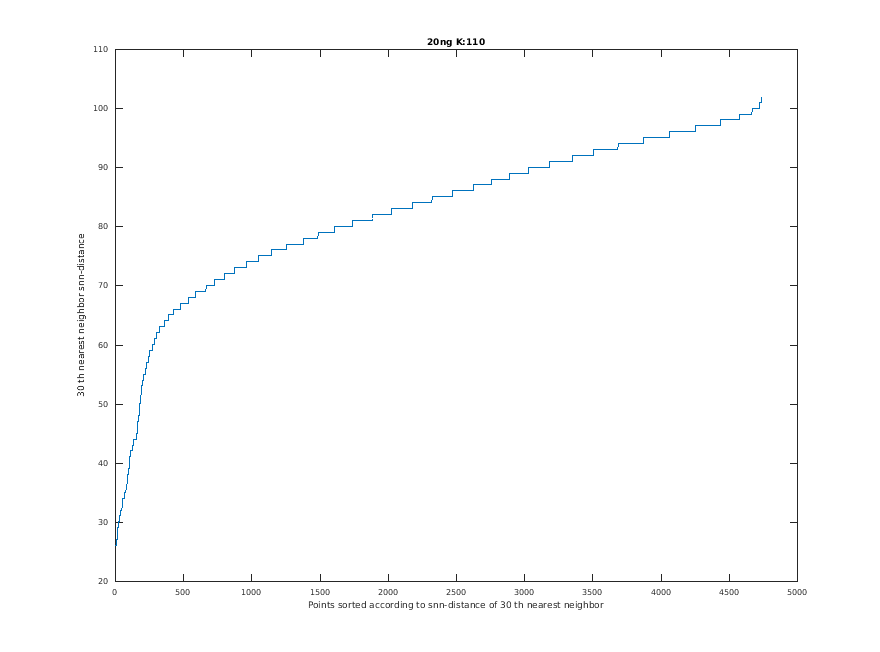 20ng K:110
110
100
90
80
70
60
50
40
30
20
30 th nearest neighbor snn-distance
0 500 1000 1500 2000 2500 3000 3500 4000 4500 5000
Points sorted according to snn-distance of 30 th nearest neighbor